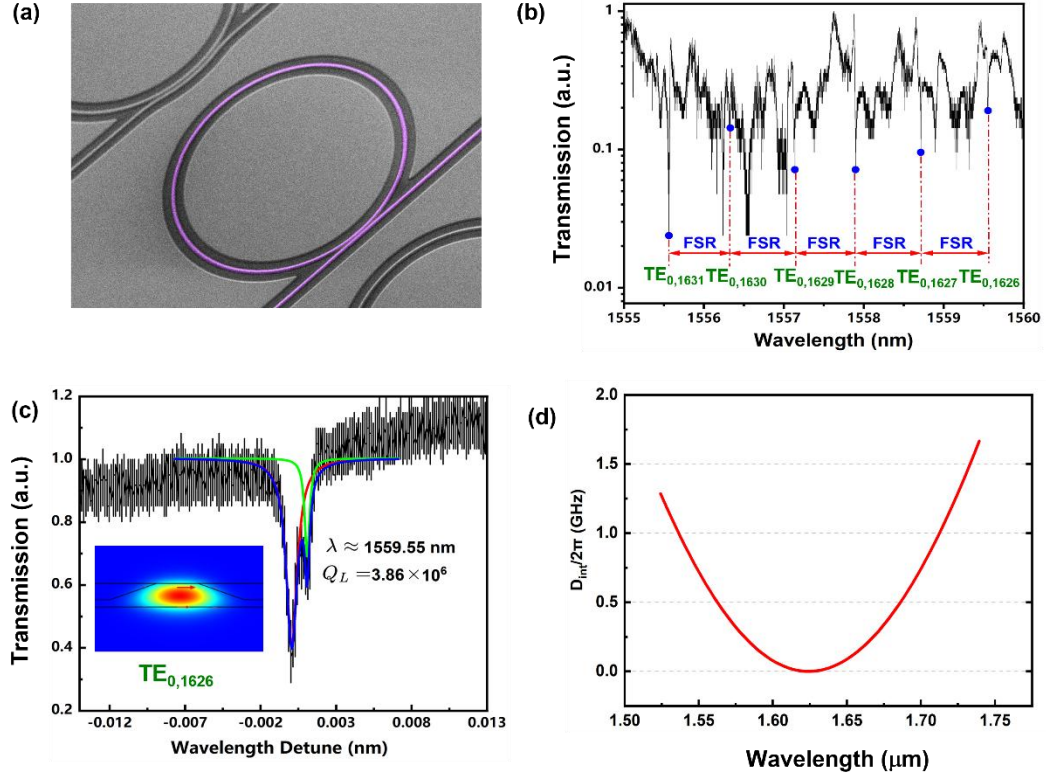 (a)
(b)
Transmission (a.u.)
1
0.1
0.01
FSR FSR FSR FSR FSR
TE0,1631 TE0,1630 TE0,1629 TE0,1628 TE0,1627 TE0,1626
1555 1556 1557 1558 1559 1560
Wavelength (nm)
(c)
Transmission (a.u.)
1.2
1.0
0.8
0.6
0.4
0.2
λ ≈ 1559.55 nm
Q_L = 3.86 × 10^6
TE0,1626
-0.012 -0.007 -0.002 0.003 0.008 0.013
Wavelength Detune (nm)
(d)
D_int/2π (GHz)
2.0
1.5
1.0
0.5
0.0
1.50 1.55 1.60 1.65 1.70 1.75
Wavelength (μm)